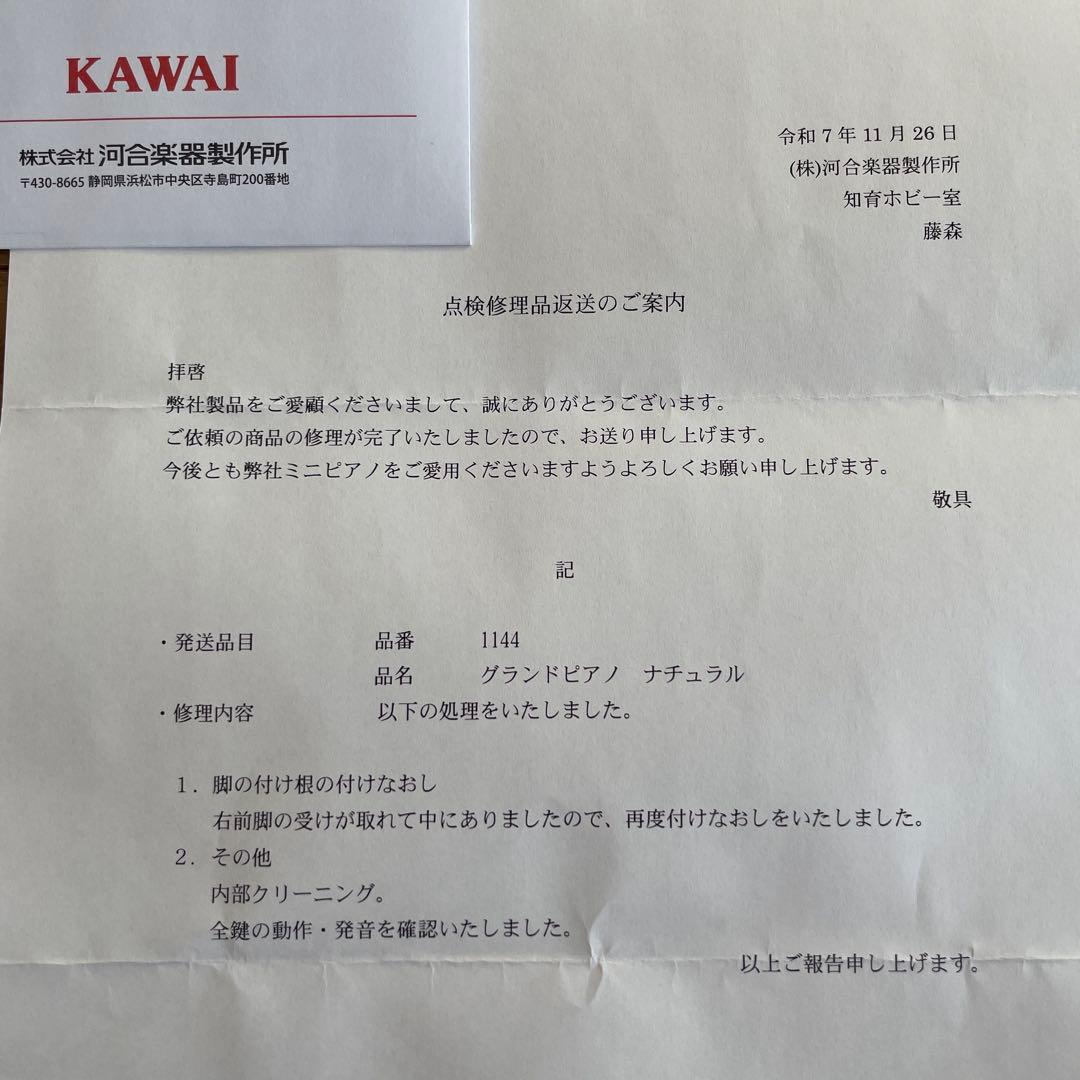 KAWAI
株式会社 河合楽器製作所
〒430-8665 静岡県浜松市中央区寺島町200番地
令和7年11月26日
(株)河合楽器製作所
知育ホビー室
藤森
点検修理品返送のご案内
拝啓
弊社製品をご愛顧くださいまして、誠にありがとうございます。
ご依頼の商品の修理が完了いたしましたので、お送り申し上げます。
今後とも弊社ミニピアノをご愛用くださいますようよろしくお願い申し上げます。
敬具
記
・発送品目 品番 1144
品名 グランドピアノ ナチュラル
・修理内容 以下の処理をいたしました。
1．脚の付け根の付けなおし
右前脚の受けが取れて中にありましたので、再度付けなおしをいたしました。
2．その他
内部クリーニング。
全鍵の動作・発音を確認いたしました。
以上ご報告申し上げます。